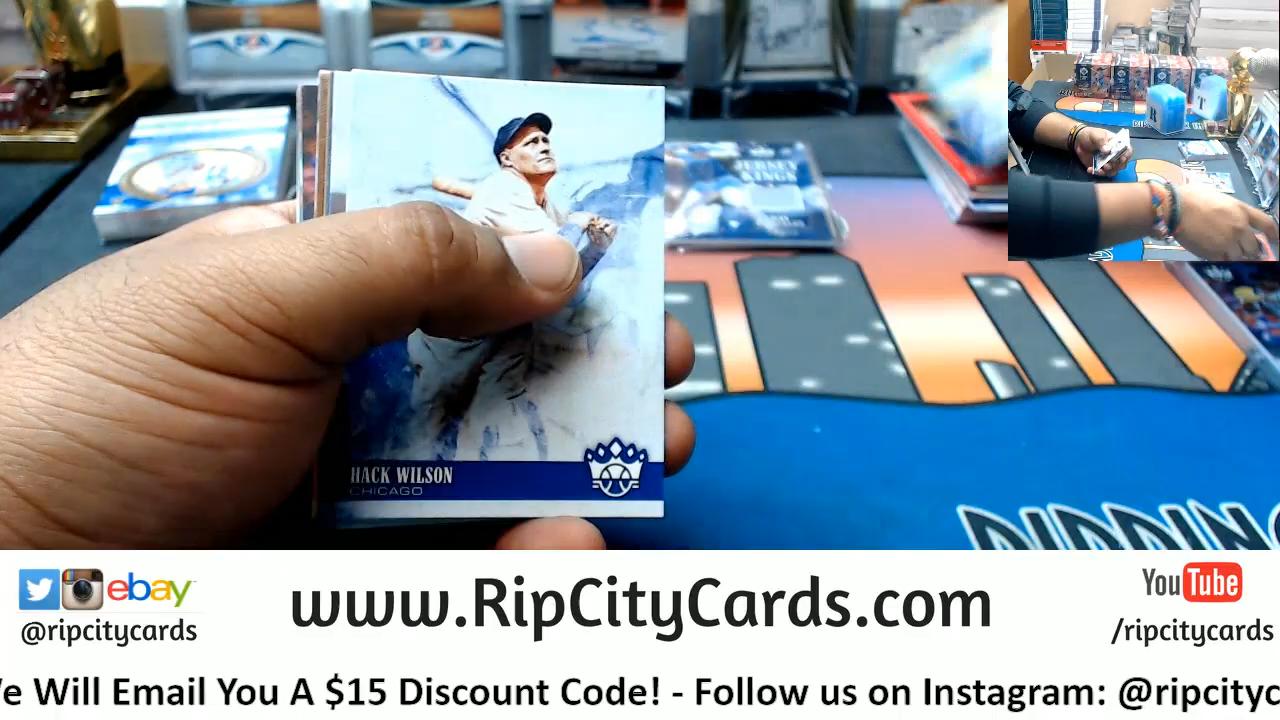 JERSEY
KINGS
HACK WILSON
CHICAGO
ebay
@ripcitycards
www.RipCityCards.com
YouTube
/ripcitycards
We Will Email You A $15 Discount Code! - Follow us on Instagram: @ripcityc